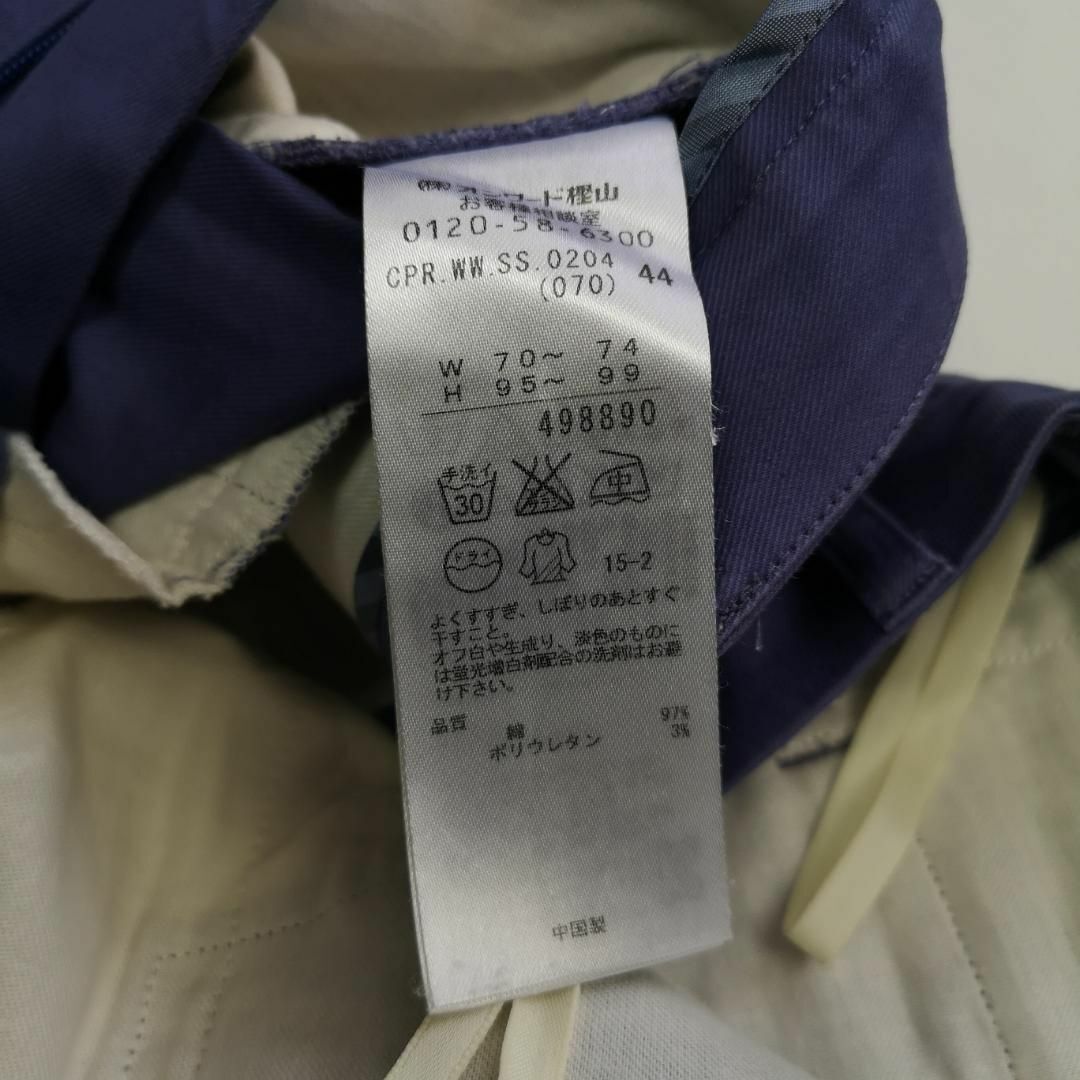 ㈱オンワード樫山
お客様相談室
0120-58-6300
CPR.WW.SS.0204 44
(070)
W 70～ 74
H 95～ 99
498890
手洗イ 30 中
ドライ 15-2
よくすすぎ、しぼりのあとすぐ
干すこと。
オフ白や生成り、淡色のものに
は蛍光増白剤配合の洗剤はお避
け下さい。
品質 綿 97%
ポリウレタン 3%
中国製